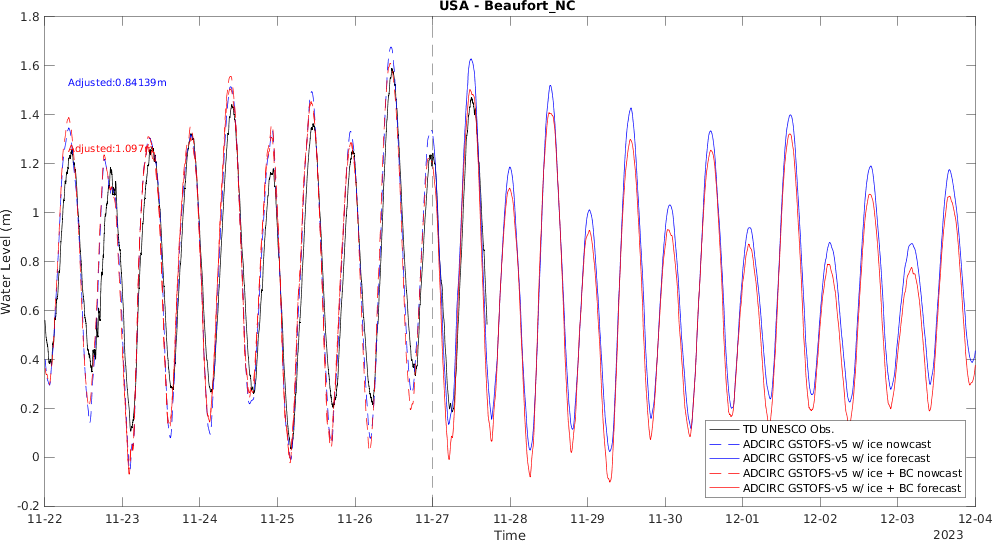 USA - Beaufort_NC
1.8
1.6
1.4
1.2
1
0.8
0.6
0.4
0.2
0
-0.2
Water Level (m)
Adjusted:0.84139m
Adjusted:1.097m
TD UNESCO Obs.
ADCIRC GSTOFS-v5 w/ ice nowcast
ADCIRC GSTOFS-v5 w/ ice forecast
ADCIRC GSTOFS-v5 w/ ice + BC nowcast
ADCIRC GSTOFS-v5 w/ ice + BC forecast
11-22 11-23 11-24 11-25 11-26 11-27 11-28 11-29 11-30 12-01 12-02 12-03 12-04
Time
2023